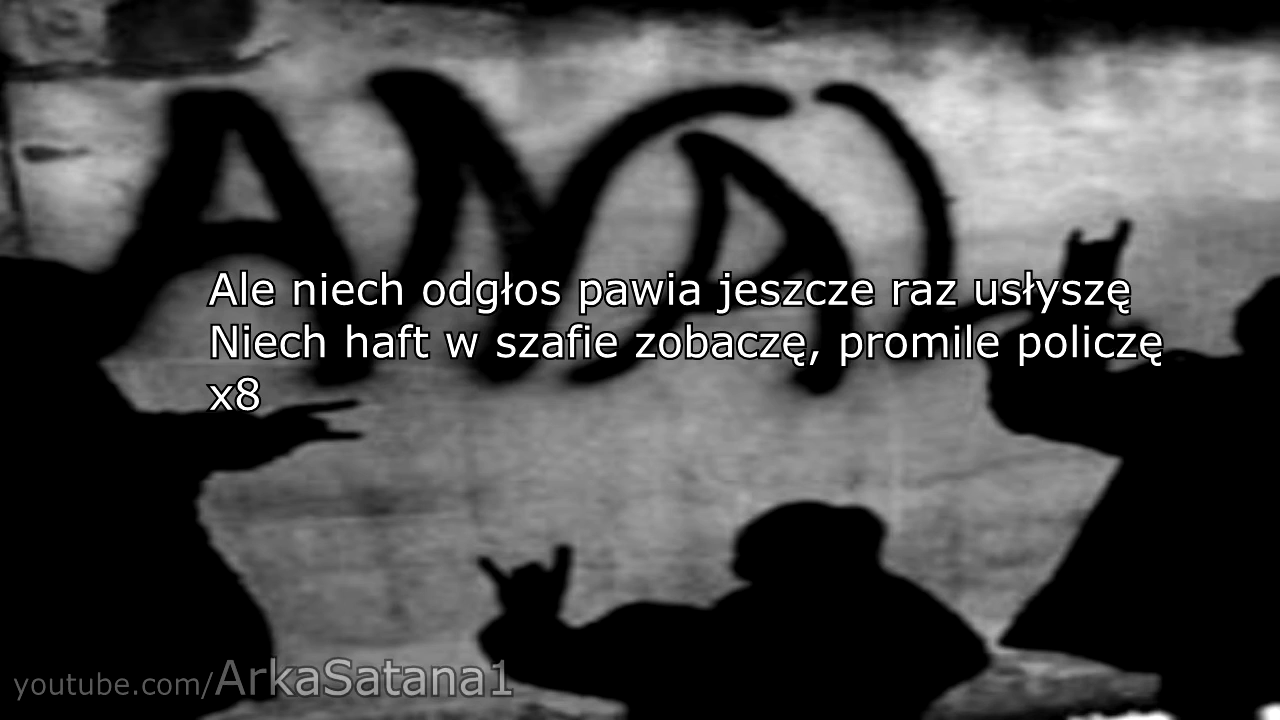 Ale niech odgłos pawia jeszcze raz usłyszę
Niech haft w szafie zobaczę, promile policzę
x8
youtube.com/ArkaSatana1